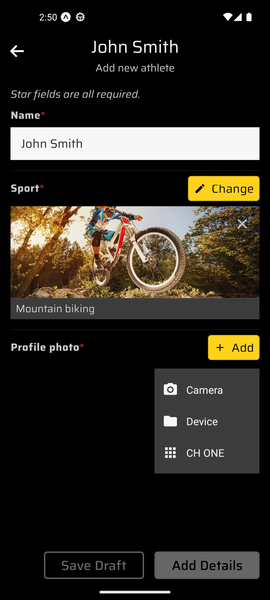 2:50
John Smith
Add new athlete
Star fields are all required.
Name*
John Smith
Sport*
Change
Mountain biking
Profile photo*
+ Add
Camera
Device
CH ONE
Save Draft
Add Details